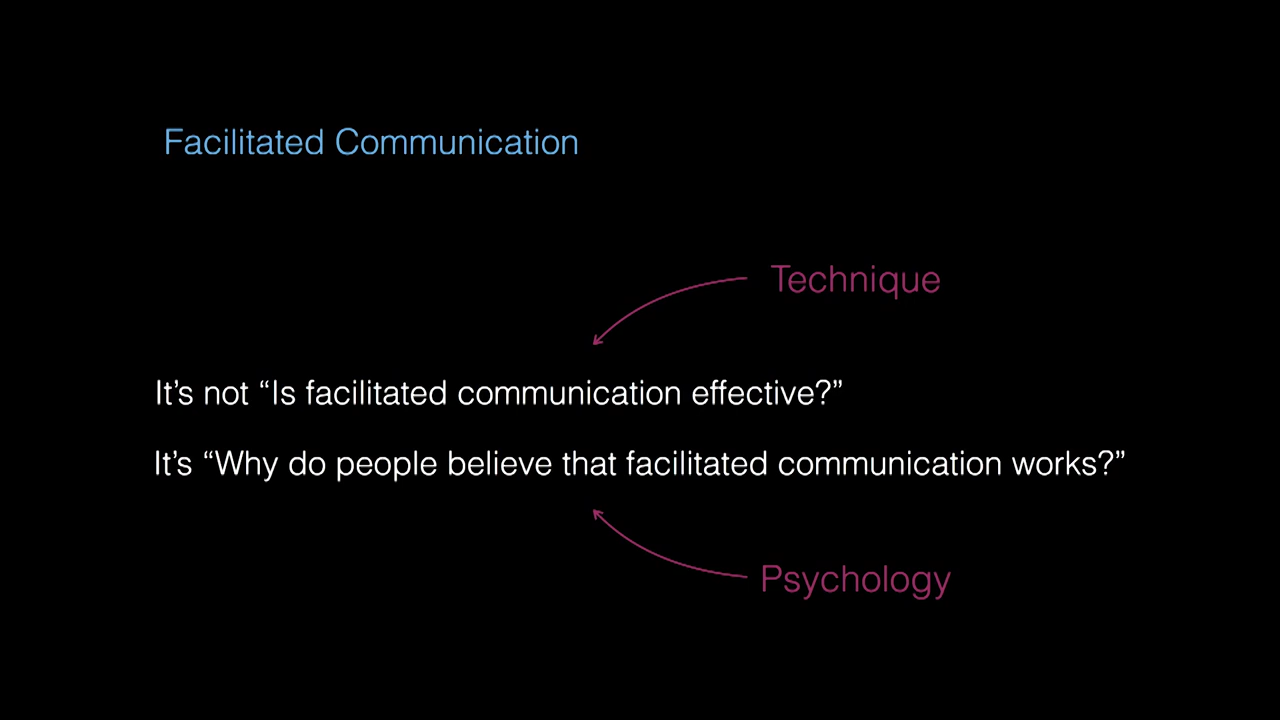 Facilitated Communication
Technique
It’s not “Is facilitated communication effective?”
It’s “Why do people believe that facilitated communication works?”
Psychology